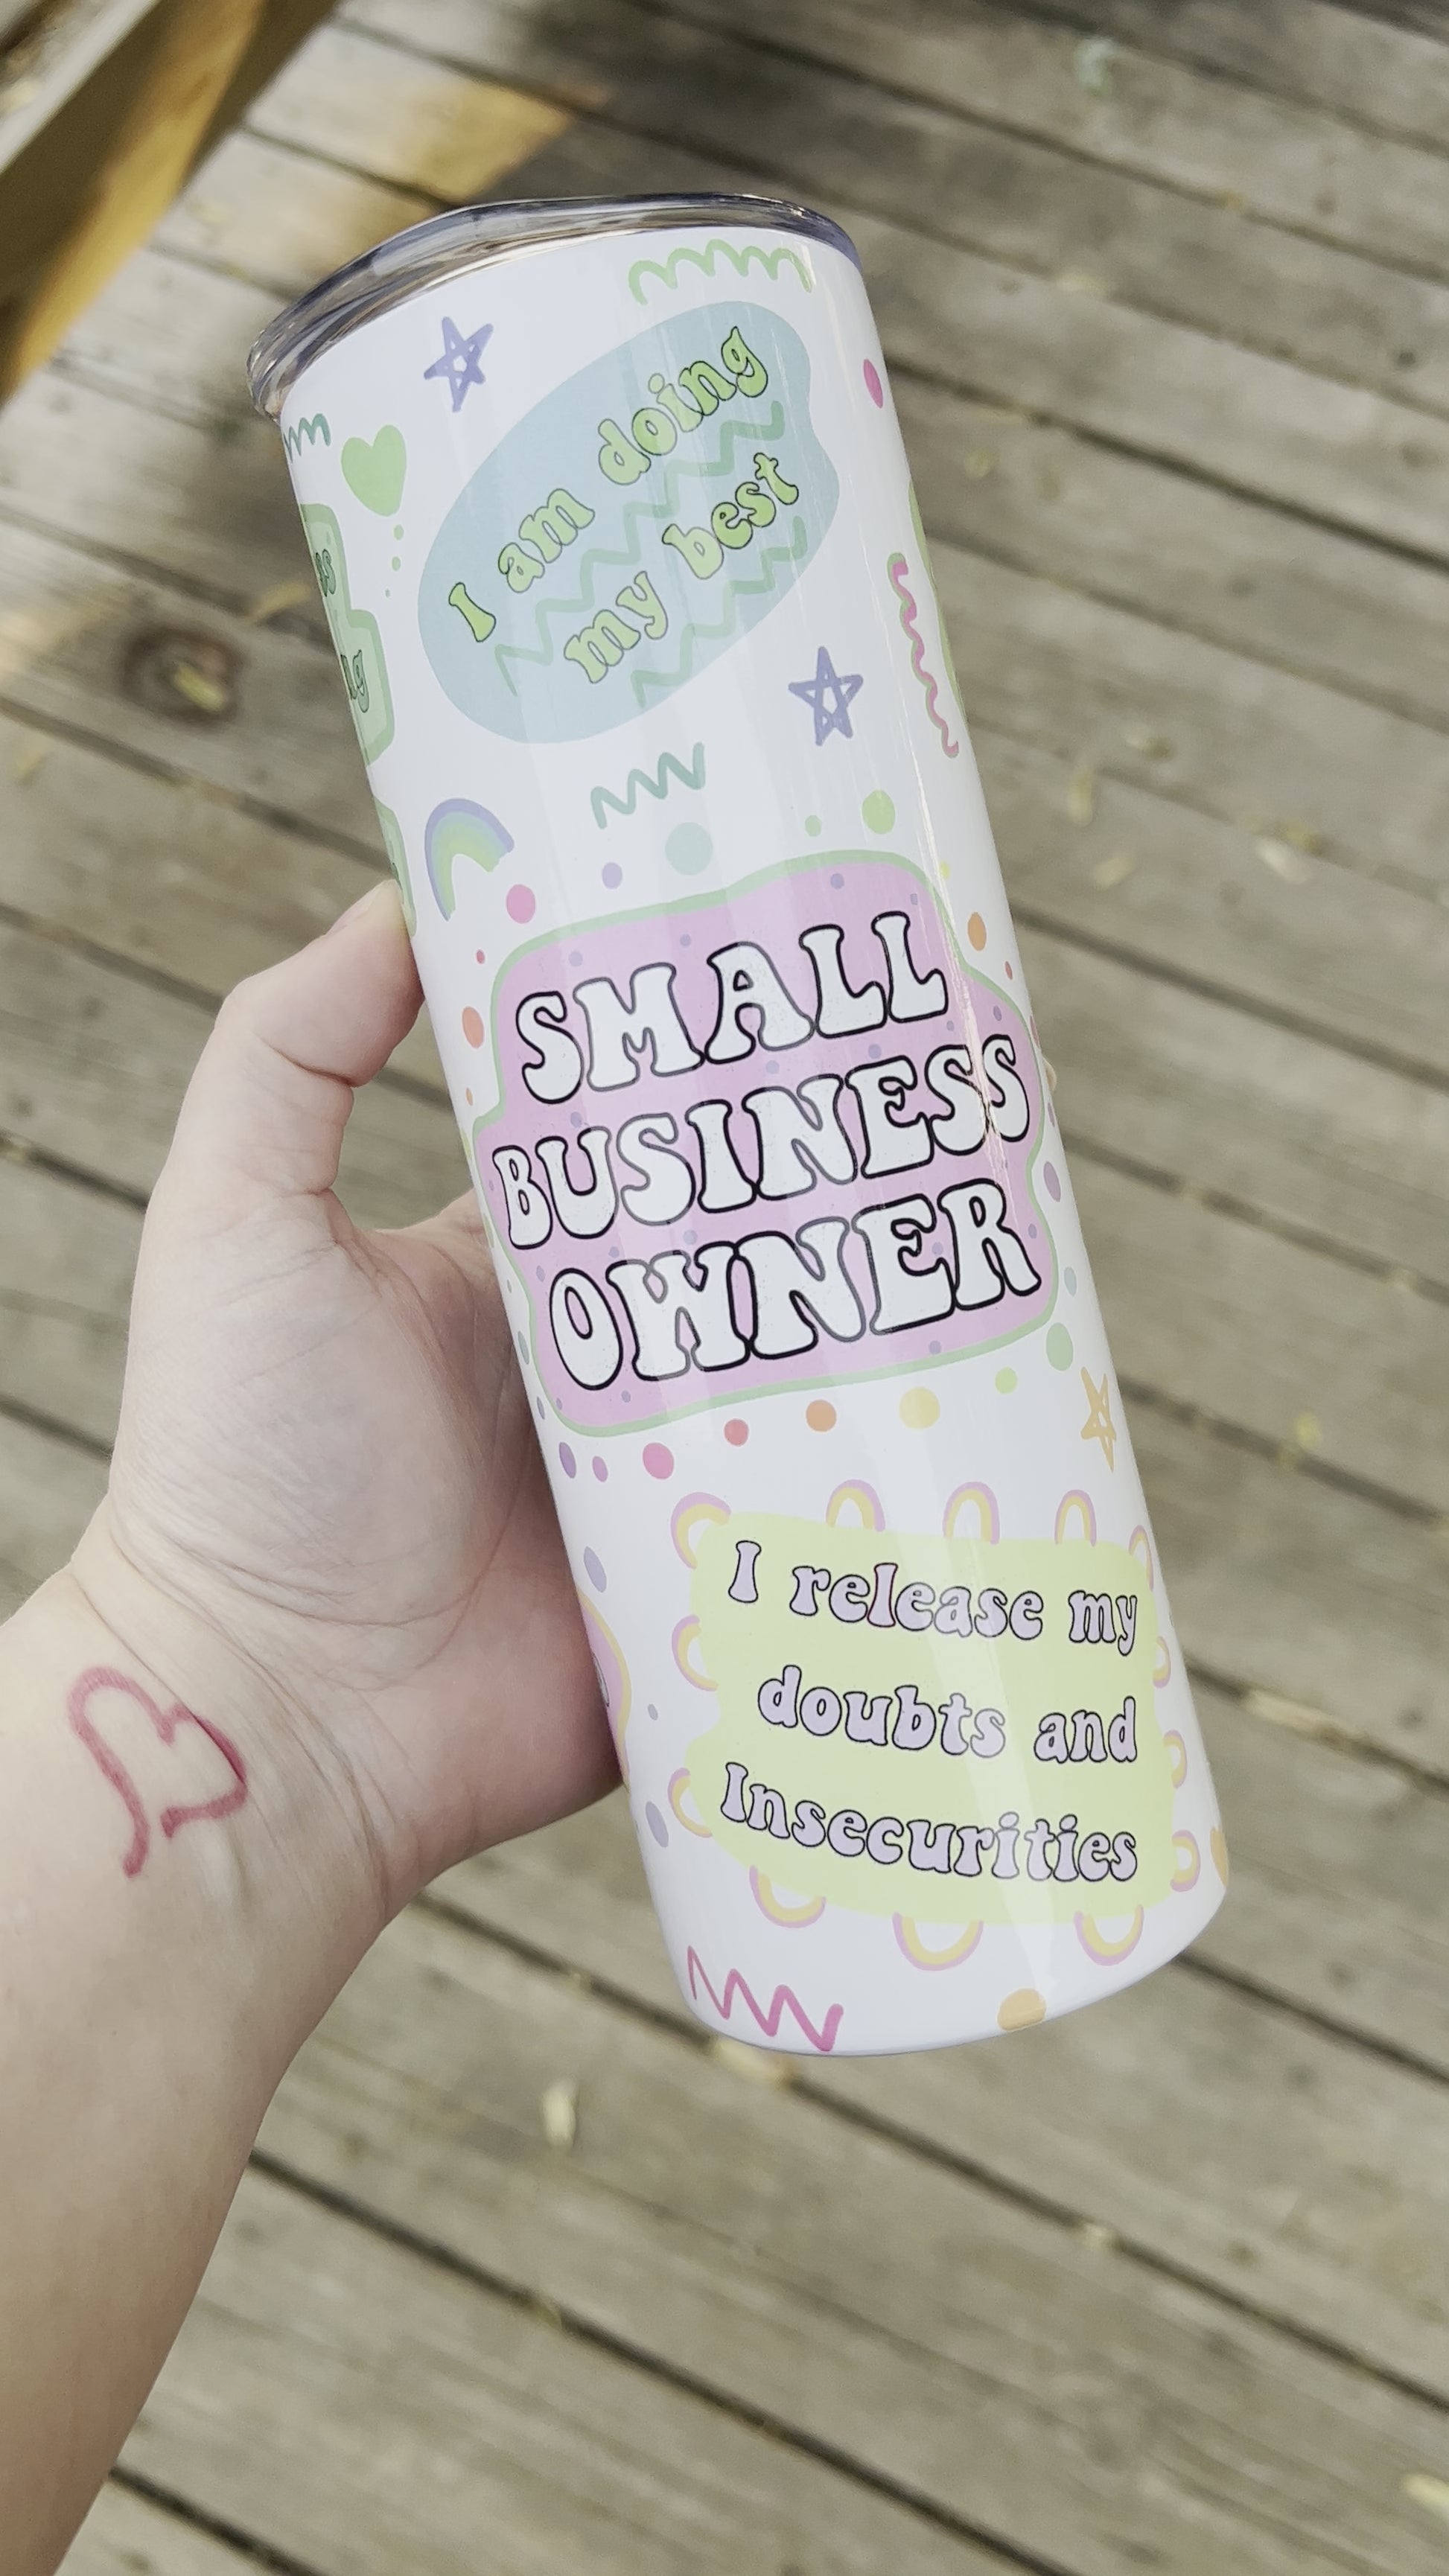 I am doing
my best
SMALL
BUSINESS
OWNER
I release my
doubts and
Insecurities